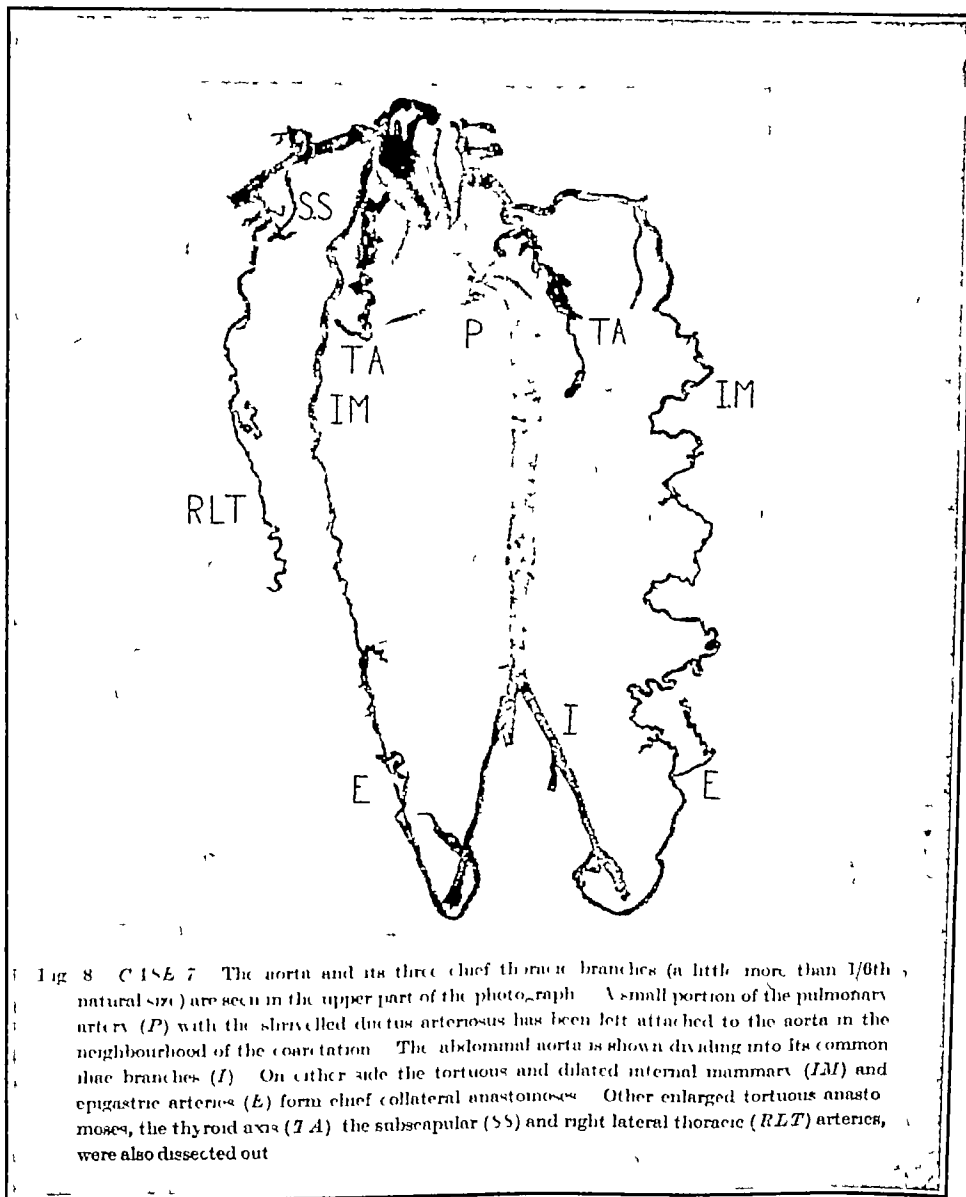 S.S
TA
P
TA
IM
I.M
RLT
I
E
E
Fig 8 CASE 7 The aorta and its three chief thoracic branches (a little more than 1/6th
natural size) are seen in the upper part of the photograph A small portion of the pulmonary
artery (P) with the shrivelled ductus arteriosus has been left attached to the aorta in the
neighbourhood of the coarctation The abdominal aorta is shown dividing into its common
iliac branches (I) On either side the tortuous and dilated internal mammary (IM) and
epigastric arteries (E) form chief collateral anastomoses Other enlarged tortuous anasto
moses, the thyroid axis (TA) the subscapular (SS) and right lateral thoracic (RLT) arteries,
were also dissected out